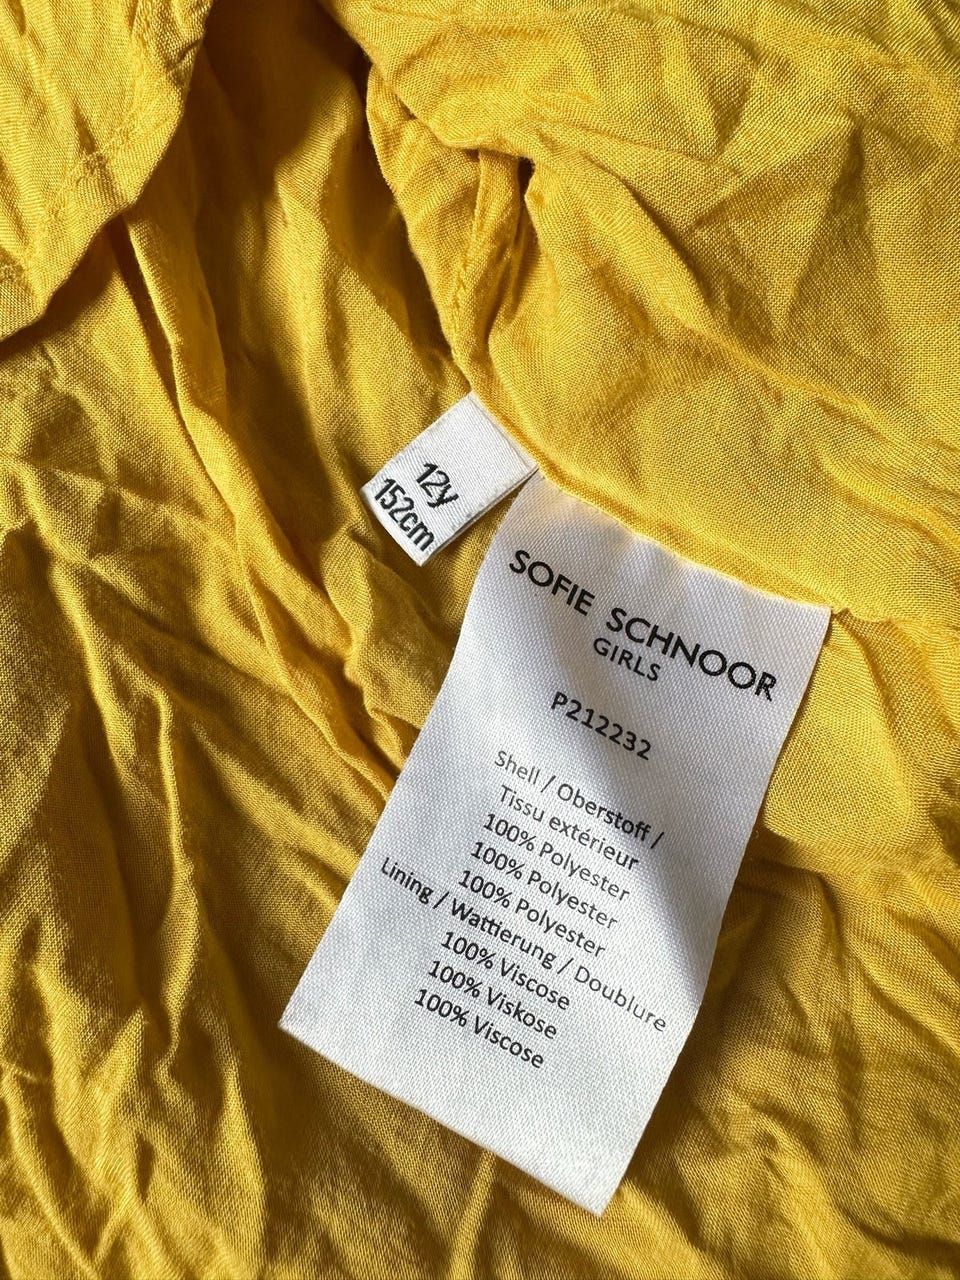 12y
152cm
SOFIE SCHNOOR
GIRLS
P212232
Shell / Oberstoff /
Tissu extérieur
100% Polyester
100% Polyester
100% Polyester
Lining / Wattierung / Doublure
100% Viscose
100% Viskose
100% Viscose